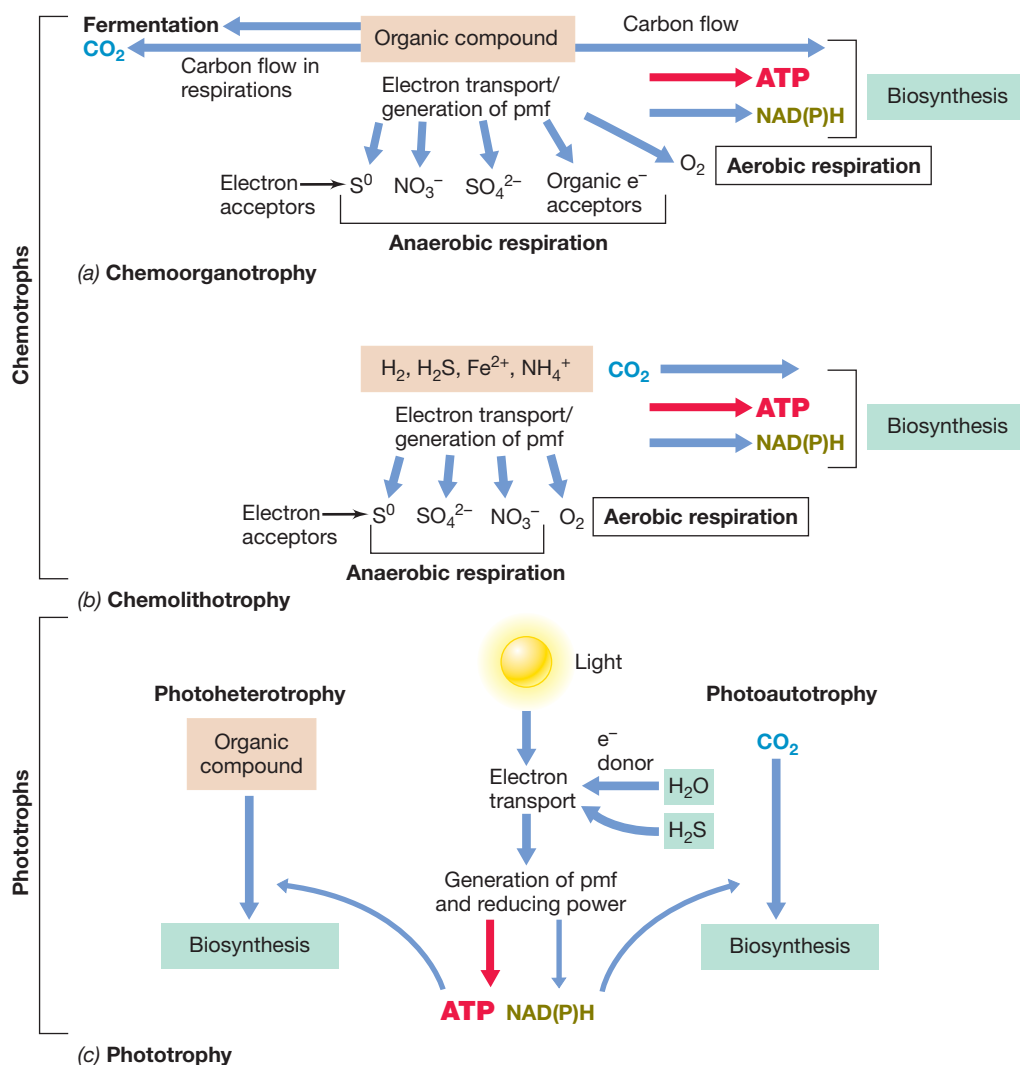 Fermentation
CO₂
Organic compound
Carbon flow
Carbon flow in
respirations
Electron transport/
generation of pmf
ATP
NAD(P)H
Biosynthesis
Electron
acceptors
S⁰
NO₃⁻
SO₄²⁻
Organic e⁻
acceptors
O₂
Aerobic respiration
Anaerobic respiration
(a) Chemoorganotrophy
Chemotrophs
H₂, H₂S, Fe²⁺, NH₄⁺
CO₂
Electron transport/
generation of pmf
ATP
NAD(P)H
Biosynthesis
Electron
acceptors
S⁰
SO₄²⁻
NO₃⁻
O₂
Aerobic respiration
Anaerobic respiration
(b) Chemolithotrophy
Phototrophs
Light
Photoheterotrophy
Organic
compound
Biosynthesis
Electron
transport
e⁻
donor
H₂O
H₂S
Generation of pmf
and reducing power
ATP NAD(P)H
Photoautotrophy
CO₂
Biosynthesis
(c) Phototrophy